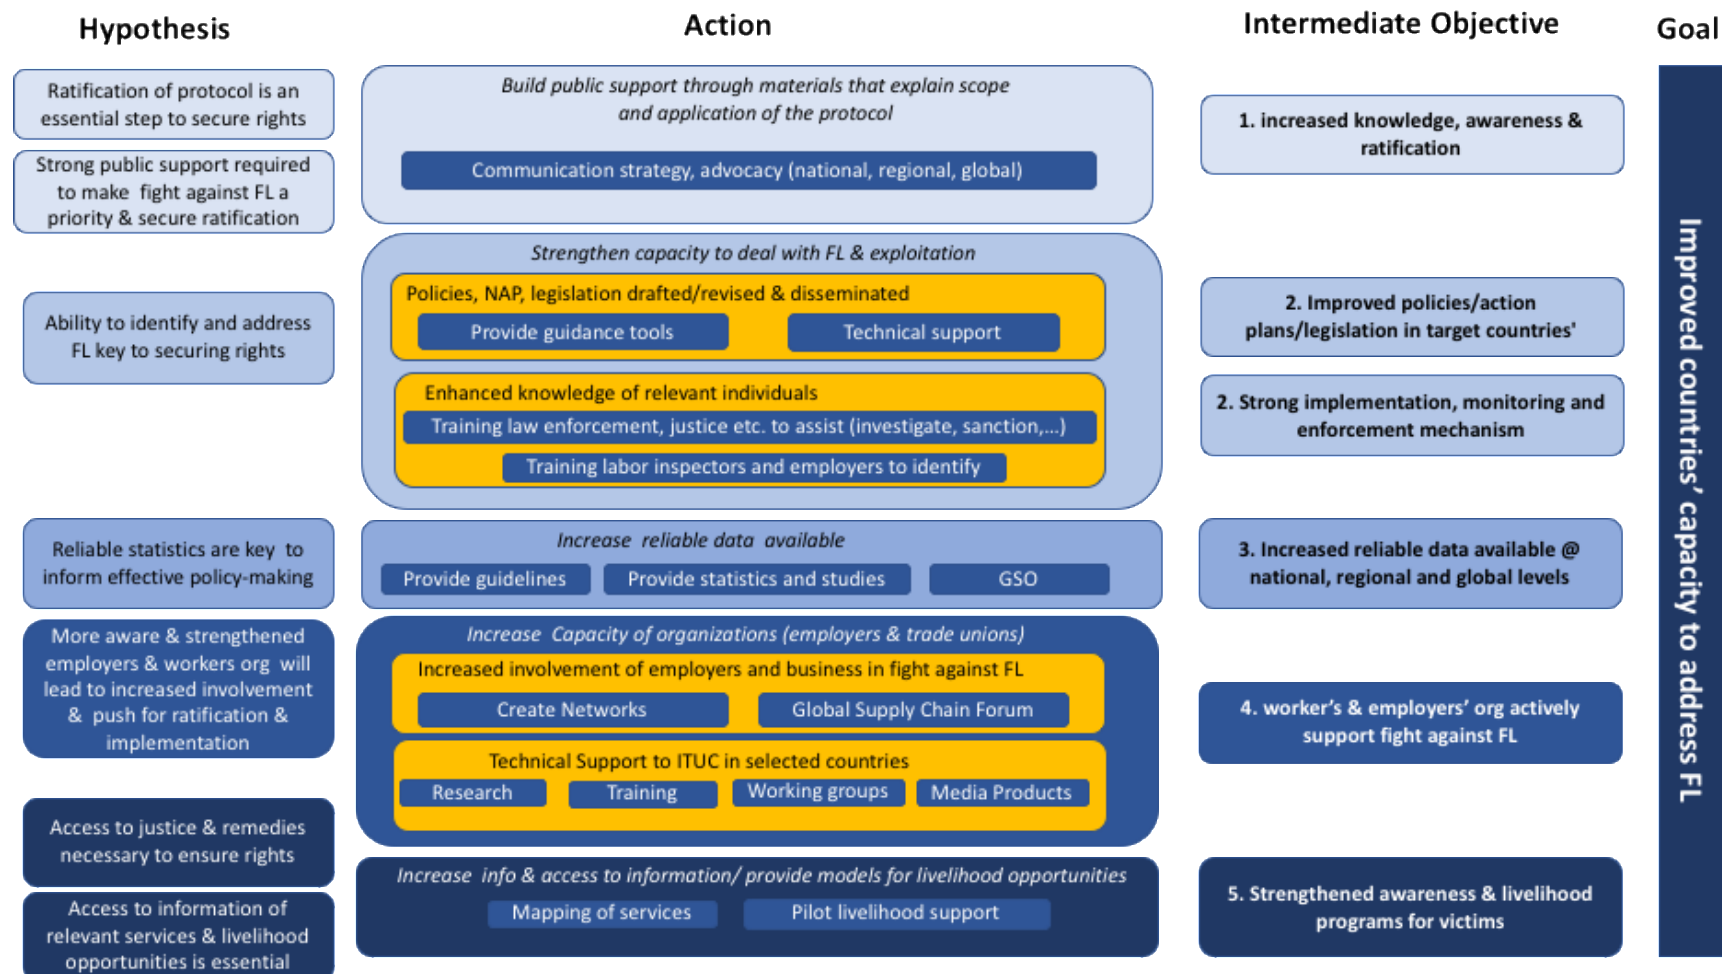 Hypothesis
Action
Intermediate Objective
Goal
Ratification of protocol is an
essential step to secure rights
Strong public support required
to make fight against FL a
priority & secure ratification
Build public support through materials that explain scope
and application of the protocol
Communication strategy, advocacy (national, regional, global)
1. increased knowledge, awareness &
ratification
Ability to identify and address
FL key to securing rights
Strengthen capacity to deal with FL & exploitation
Policies, NAP, legislation drafted/revised & disseminated
Provide guidance tools
Technical support
Enhanced knowledge of relevant individuals
Training law enforcement, justice etc. to assist (investigate, sanction,...)
Training labor inspectors and employers to identify
2. Improved policies/action
plans/legislation in target countries'
2. Strong implementation, monitoring and
enforcement mechanism
Reliable statistics are key to
inform effective policy-making
Increase reliable data available
Provide guidelines
Provide statistics and studies
GSO
3. Increased reliable data available @
national, regional and global levels
More aware & strengthened
employers & workers org will
lead to increased involvement
& push for ratification &
implementation
Increase Capacity of organizations (employers & trade unions)
Increased involvement of employers and business in fight against FL
Create Networks
Global Supply Chain Forum
Technical Support to ITUC in selected countries
Research
Training
Working groups
Media Products
4. worker's & employers' org actively
support fight against FL
Access to justice & remedies
necessary to ensure rights
Access to information of
relevant services & livelihood
opportunities is essential
Increase info & access to information/ provide models for livelihood opportunities
Mapping of services
Pilot livelihood support
5. Strengthened awareness & livelihood
programs for victims
Improved countries' capacity to address FL